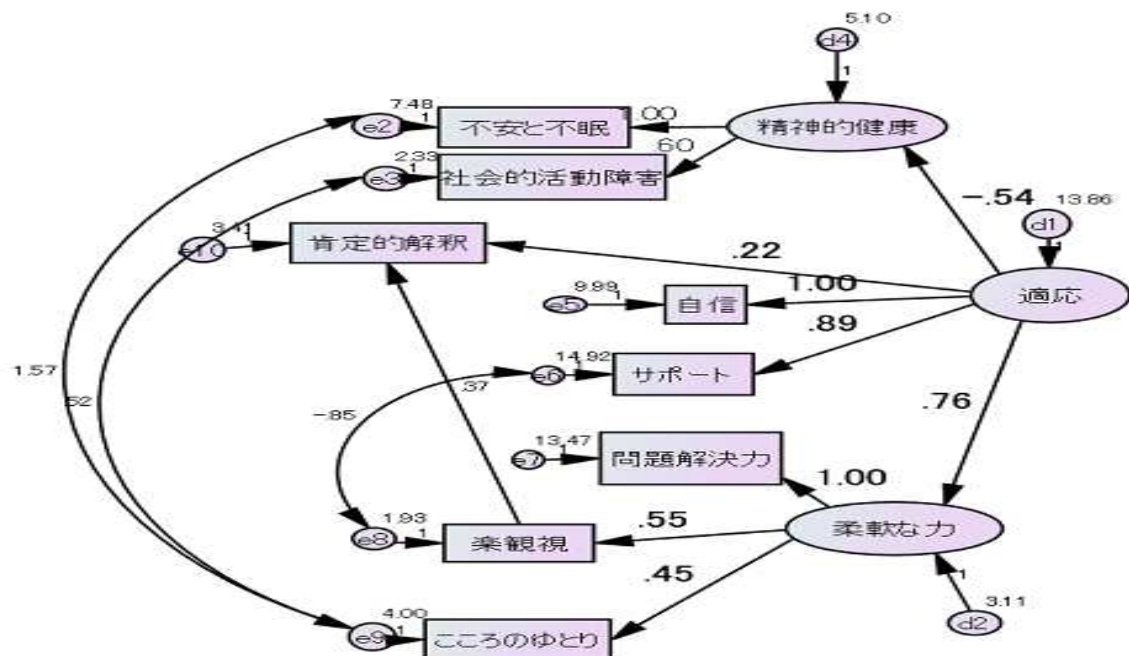 5.10
d4
1
7.48
1
e2
不安と不眠
1.00
精神的健康
.60
2.33
1
e3
社会的活動障害
-.54
13.86
d1
1
3.41
1
e10
肯定的解釈
.22
1.00
適応
9.99
1
e5
自信
.89
14.92
1
e6
サポート
.37
1.57
.52
-.85
.76
13.47
1
e7
問題解決力
1.00
1.93
1
e8
楽観視
.55
柔軟な力
.45
1
3.11
d2
4.00
1
e9
こころのゆとり